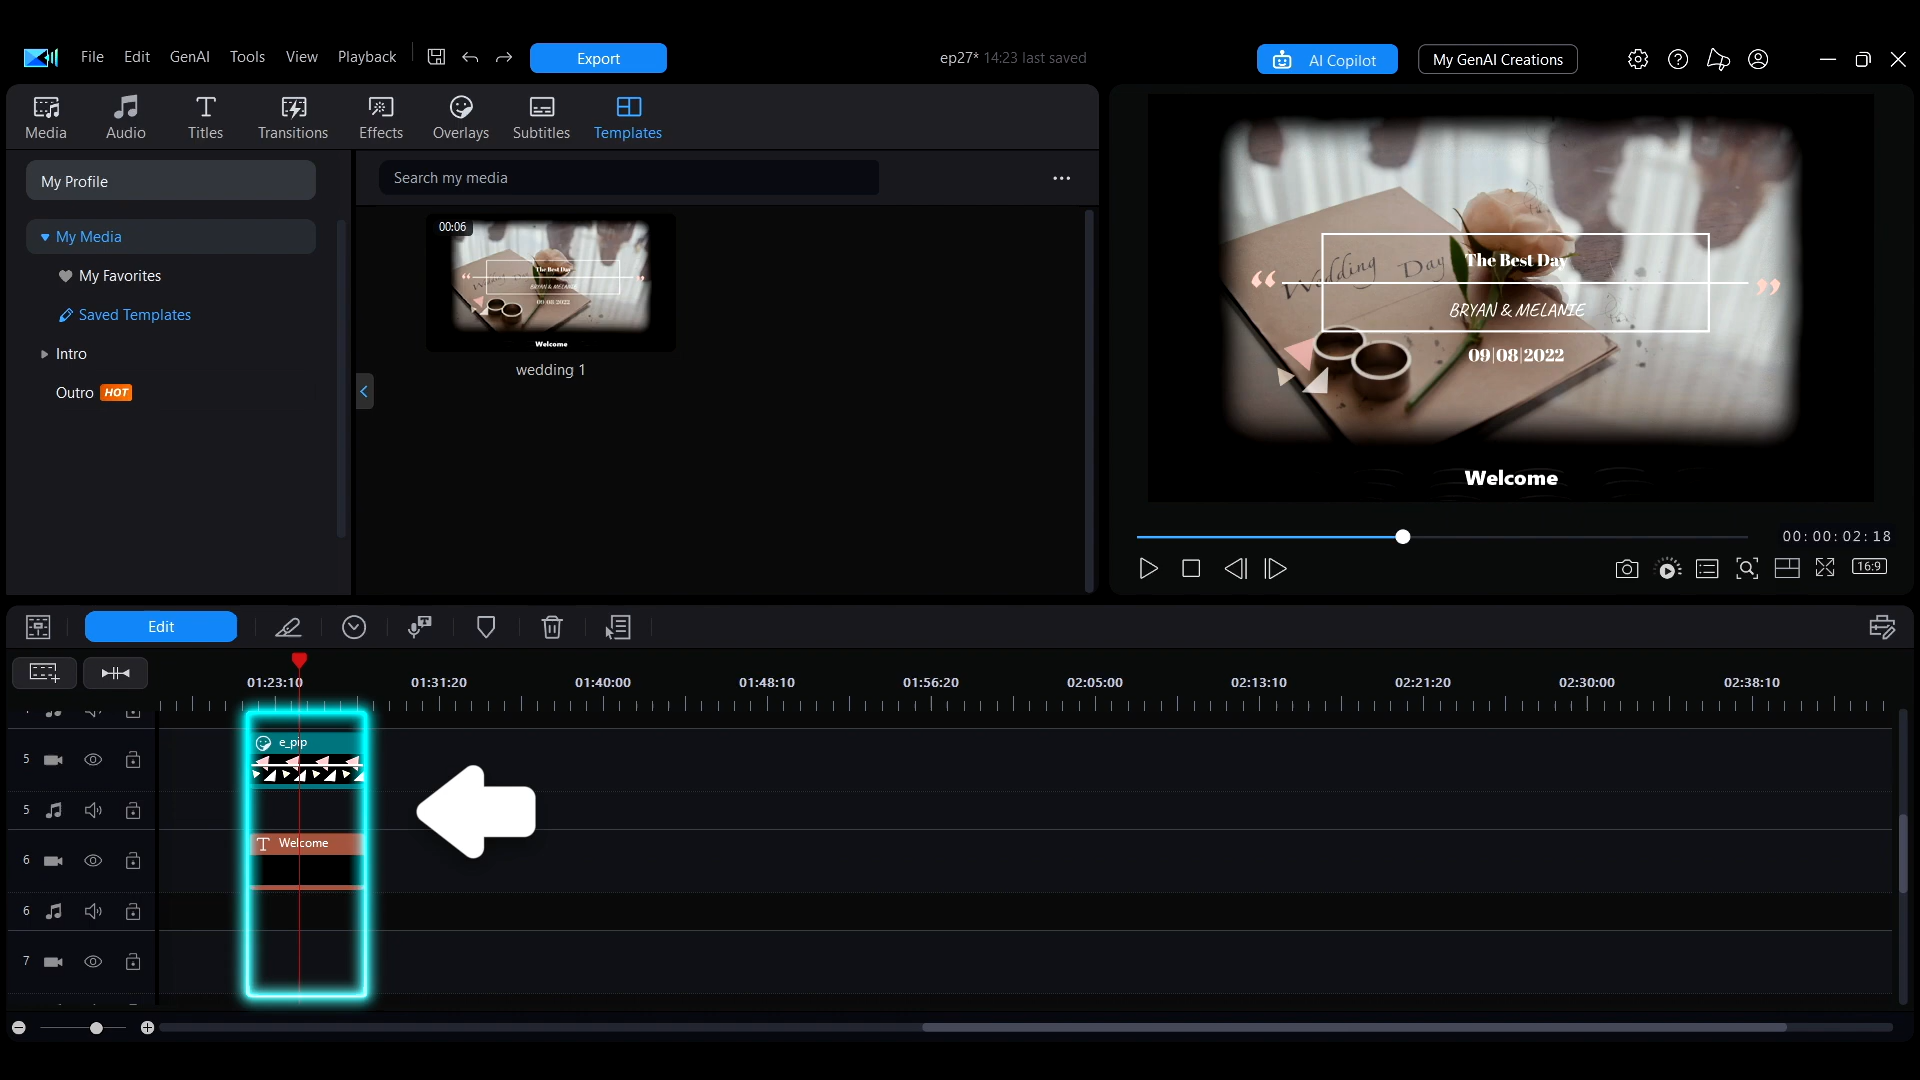 File Edit GenAI Tools View Playback Export ep27* 14:23 last saved AI Copilot My GenAI Creations
Media Audio Titles Transitions Effects Overlays Subtitles Templates
My Profile
Search my media
My Media
My Favorites
Saved Templates
Intro
Outro HOT
00:06
The Best Day
BRYAN & MELANIE
09|08|2022
Welcome
wedding 1
Wedding Day
The Best Day
“ ”
BRYAN & MELANIE
09|08|2022
Welcome
00:00:02:18
16:9
Edit
01:23:10 01:31:20 01:40:00 01:48:10 01:56:20 02:05:00 02:13:10 02:21:20 02:30:00 02:38:10
5 e_pip
5
6 T Welcome
6
7